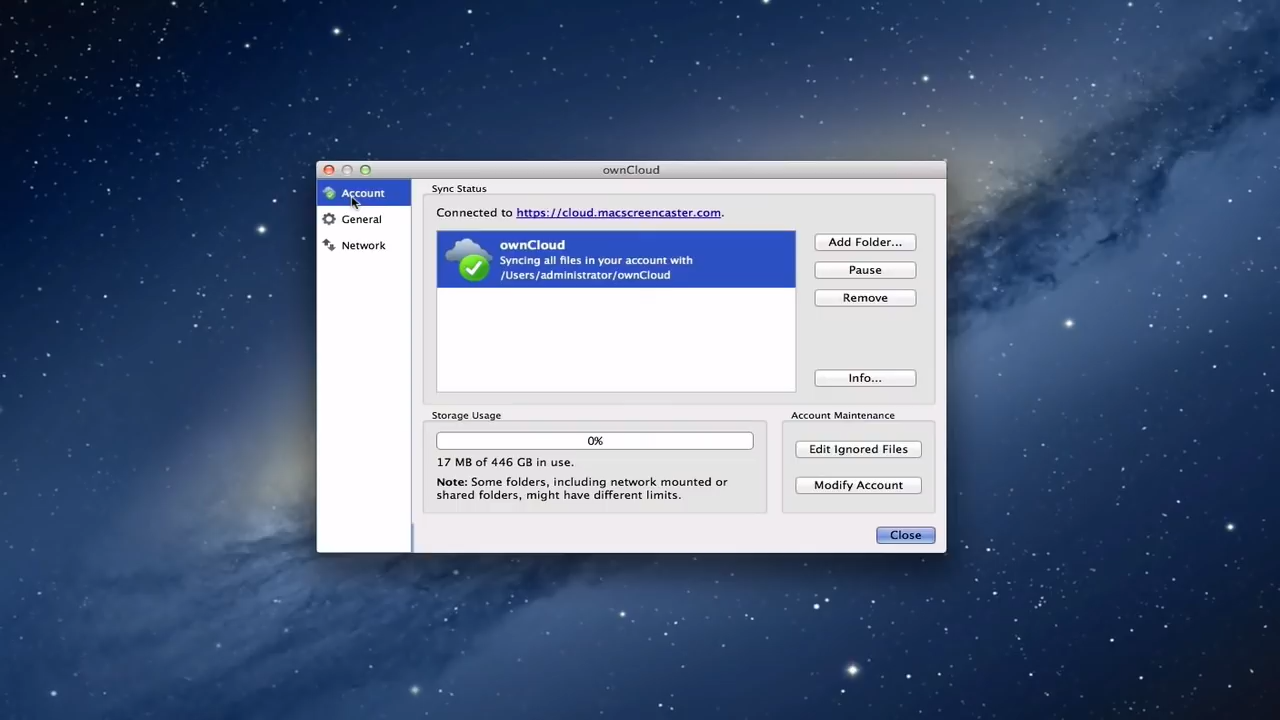 ownCloud
Account
General
Network
Sync Status
Connected to https://cloud.macscreencaster.com.
ownCloud
Syncing all files in your account with
/Users/administrator/ownCloud
Add Folder...
Pause
Remove
Info...
Storage Usage
0%
17 MB of 446 GB in use.
Note: Some folders, including network mounted or
shared folders, might have different limits.
Account Maintenance
Edit Ignored Files
Modify Account
Close